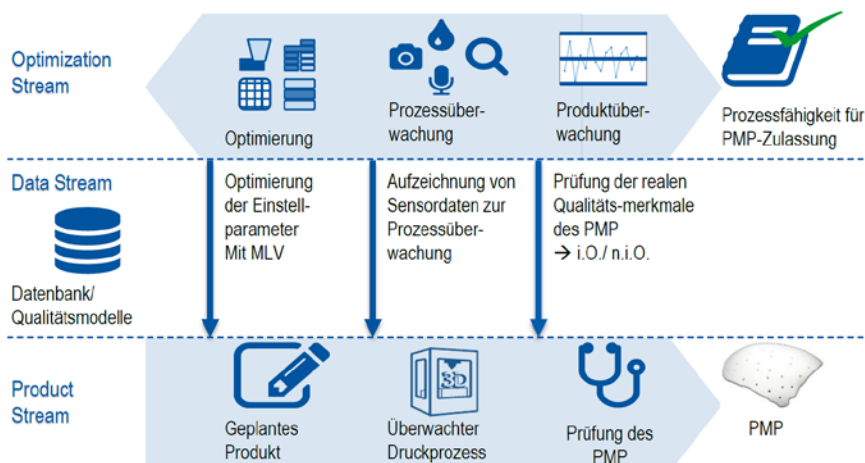 Optimization
Stream
Optimierung
Prozessüber-
wachung
Produktüber-
wachung
Prozessfähigkeit für
PMP-Zulassung
Data Stream
Datenbank/
Qualitätsmodelle
Optimierung
der Einstell-
parameter
Mit MLV
Aufzeichnung von
Sensordaten zur
Prozessüber-
wachung
Prüfung der realen
Qualitäts-merkmale
des PMP
→ i.O./ n.i.O.
Product
Stream
Geplantes
Produkt
3D
Überwachter
Druckprozess
Prüfung des
PMP
PMP